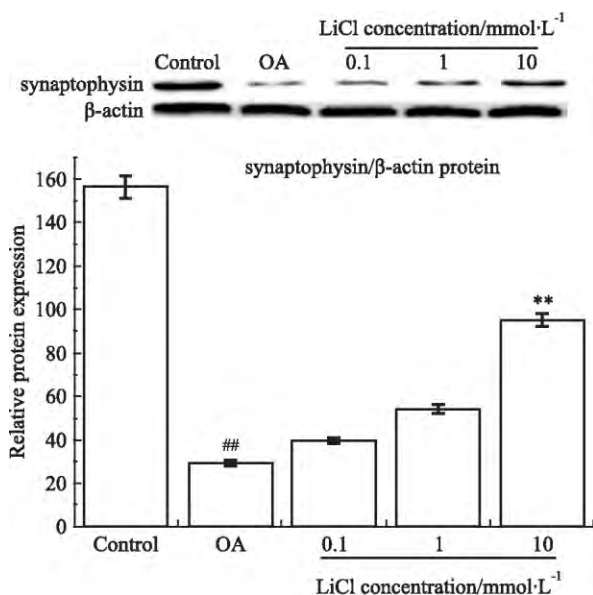 LiCl concentration/mmol·L⁻¹
Control OA 0.1 1 10
synaptophysin
β-actin
synaptophysin/β-actin protein
Relative protein expression
160
140
120
100
80
60
40
20
0
##
**
Control OA 0.1 1 10
LiCl concentration/mmol·L⁻¹